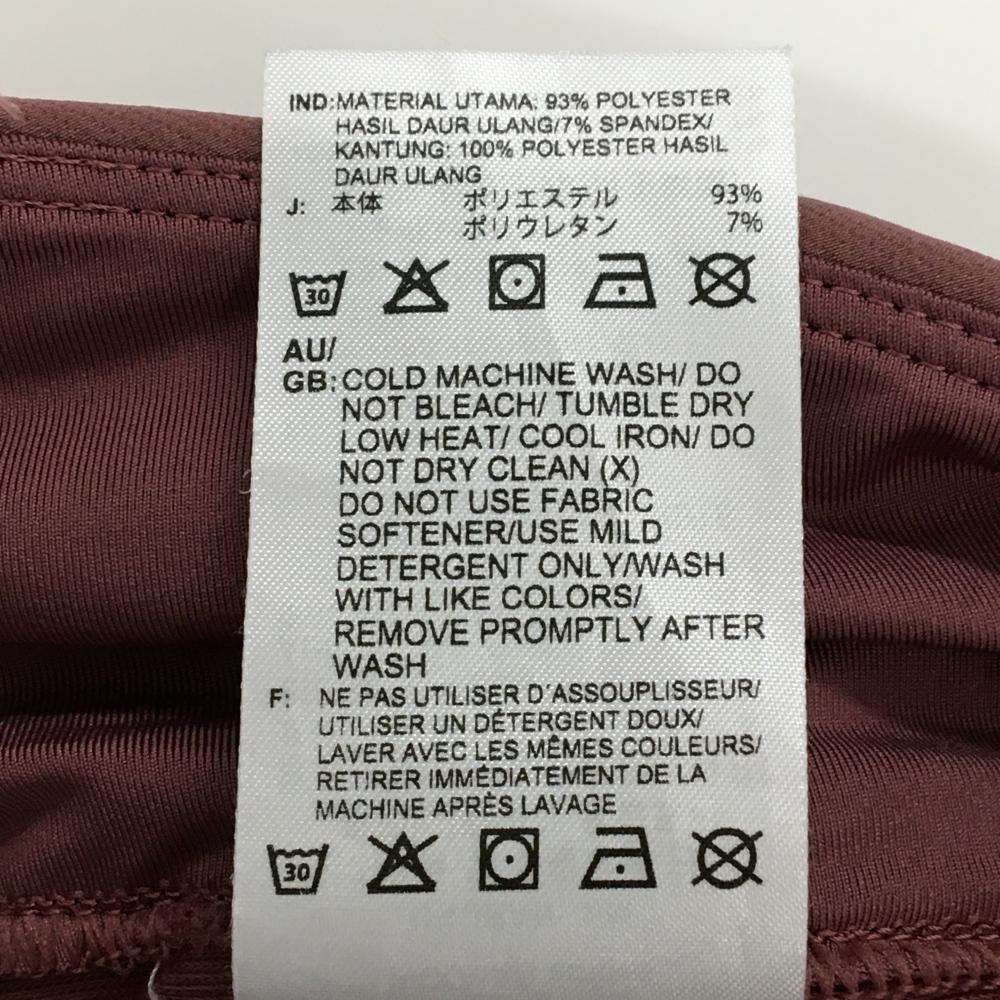 IND:MATERIAL UTAMA: 93% POLYESTER
HASIL DAUR ULANG/7% SPANDEX/
KANTUNG: 100% POLYESTER HASIL
DAUR ULANG
J: 本体 ポリエステル 93%
ポリウレタン 7%
30
AU/
GB:COLD MACHINE WASH/ DO
NOT BLEACH/ TUMBLE DRY
LOW HEAT/ COOL IRON/ DO
NOT DRY CLEAN (X)
DO NOT USE FABRIC
SOFTENER/USE MILD
DETERGENT ONLY/WASH
WITH LIKE COLORS/
REMOVE PROMPTLY AFTER
WASH
F: NE PAS UTILISER D'ASSOUPLISSEUR/
UTILISER UN DÉTERGENT DOUX/
LAVER AVEC LES MÊMES COULEURS/
RETIRER IMMÉDIATEMENT DE LA
MACHINE APRÈS LAVAGE
30